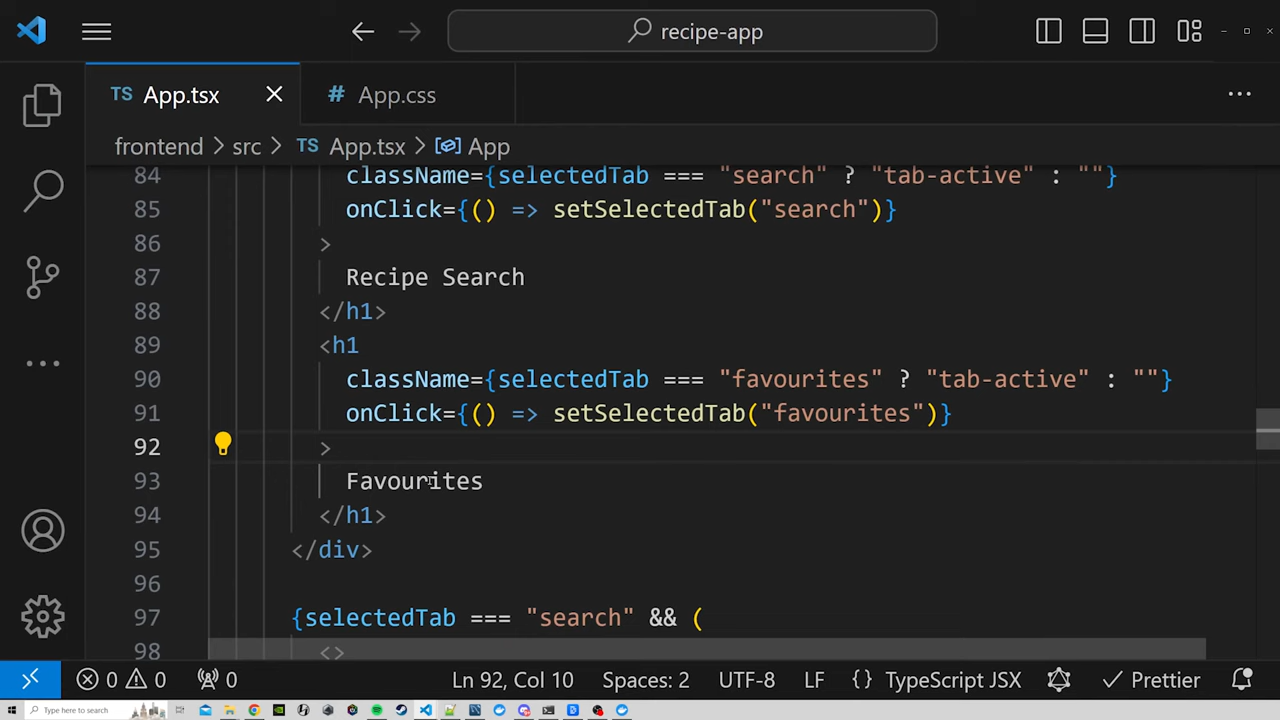 recipe-app
TS App.tsx
# App.css
frontend > src > TS App.tsx > App
84 className={selectedTab === "search" ? "tab-active" : ""}
85 onClick={() => setSelectedTab("search")}
86 >
87 Recipe Search
88 </h1>
89 <h1
90 className={selectedTab === "favourites" ? "tab-active" : ""}
91 onClick={() => setSelectedTab("favourites")}
92 >
93 Favourites
94 </h1>
95 </div>
96
97 {selectedTab === "search" && (
98 <>
0 0 0 Ln 92, Col 10 Spaces: 2 UTF-8 LF {} TypeScript JSX Prettier
Type here to search